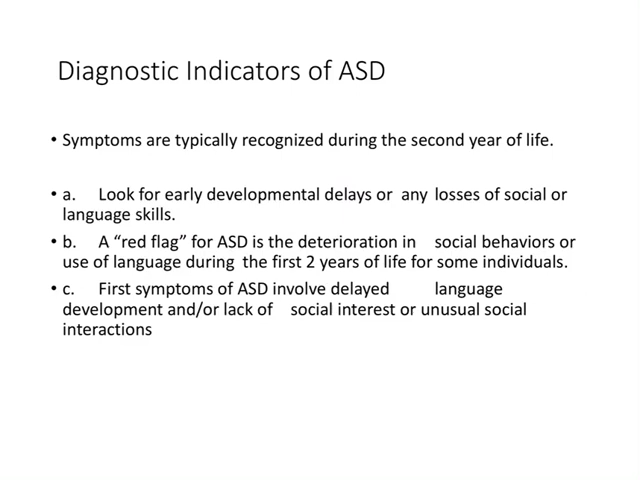 Diagnostic Indicators of ASD
• Symptoms are typically recognized during the second year of life.
• a. Look for early developmental delays or any losses of social or
language skills.
• b. A “red flag” for ASD is the deterioration in social behaviors or
use of language during the first 2 years of life for some individuals.
• c. First symptoms of ASD involve delayed language
development and/or lack of social interest or unusual social
interactions